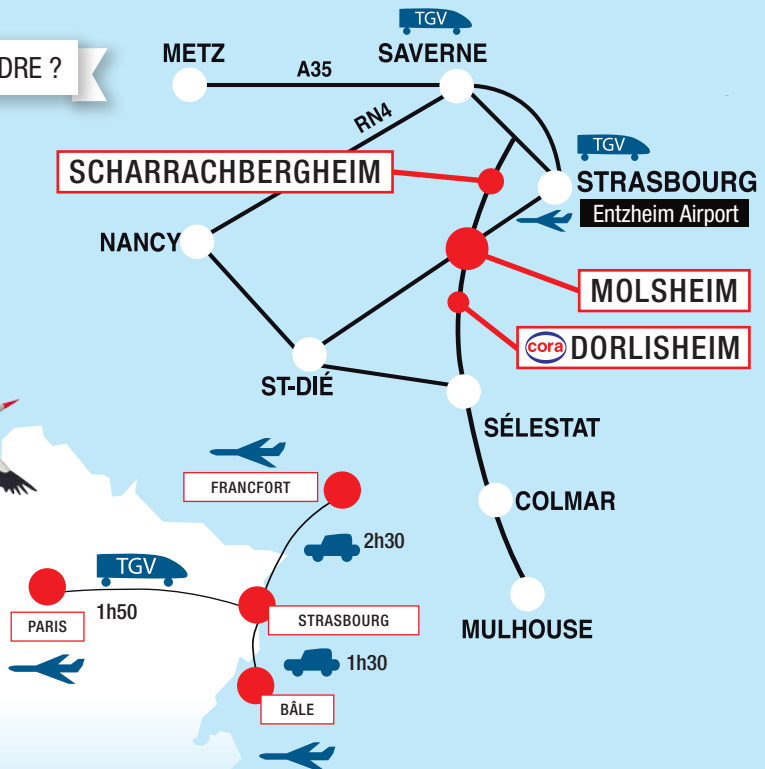 DRE ?
TGV
METZ
SAVERNE
A35
RN4
TGV
SCHARRACHBERGHEIM
STRASBOURG
Entzheim Airport
NANCY
MOLSHEIM
cora DORLISHEIM
ST-DIÉ
SÉLESTAT
COLMAR
MULHOUSE
FRANCFORT
2h30
TGV
1h50
PARIS
STRASBOURG
1h30
BÂLE